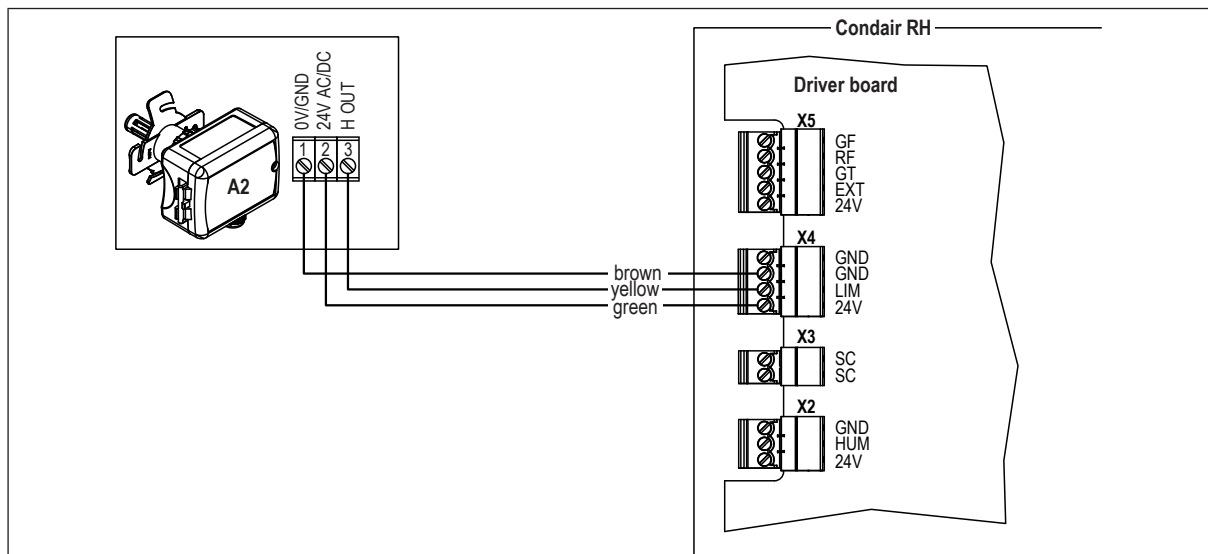 Condair RH
Driver board
0V/GND
24V AC/DC
H OUT
1 2 3
A2
X5
GF
RF
GT
EXT
24V
X4
GND
GND
LIM
24V
brown
yellow
green
X3
SC
SC
X2
GND
HUM
24V